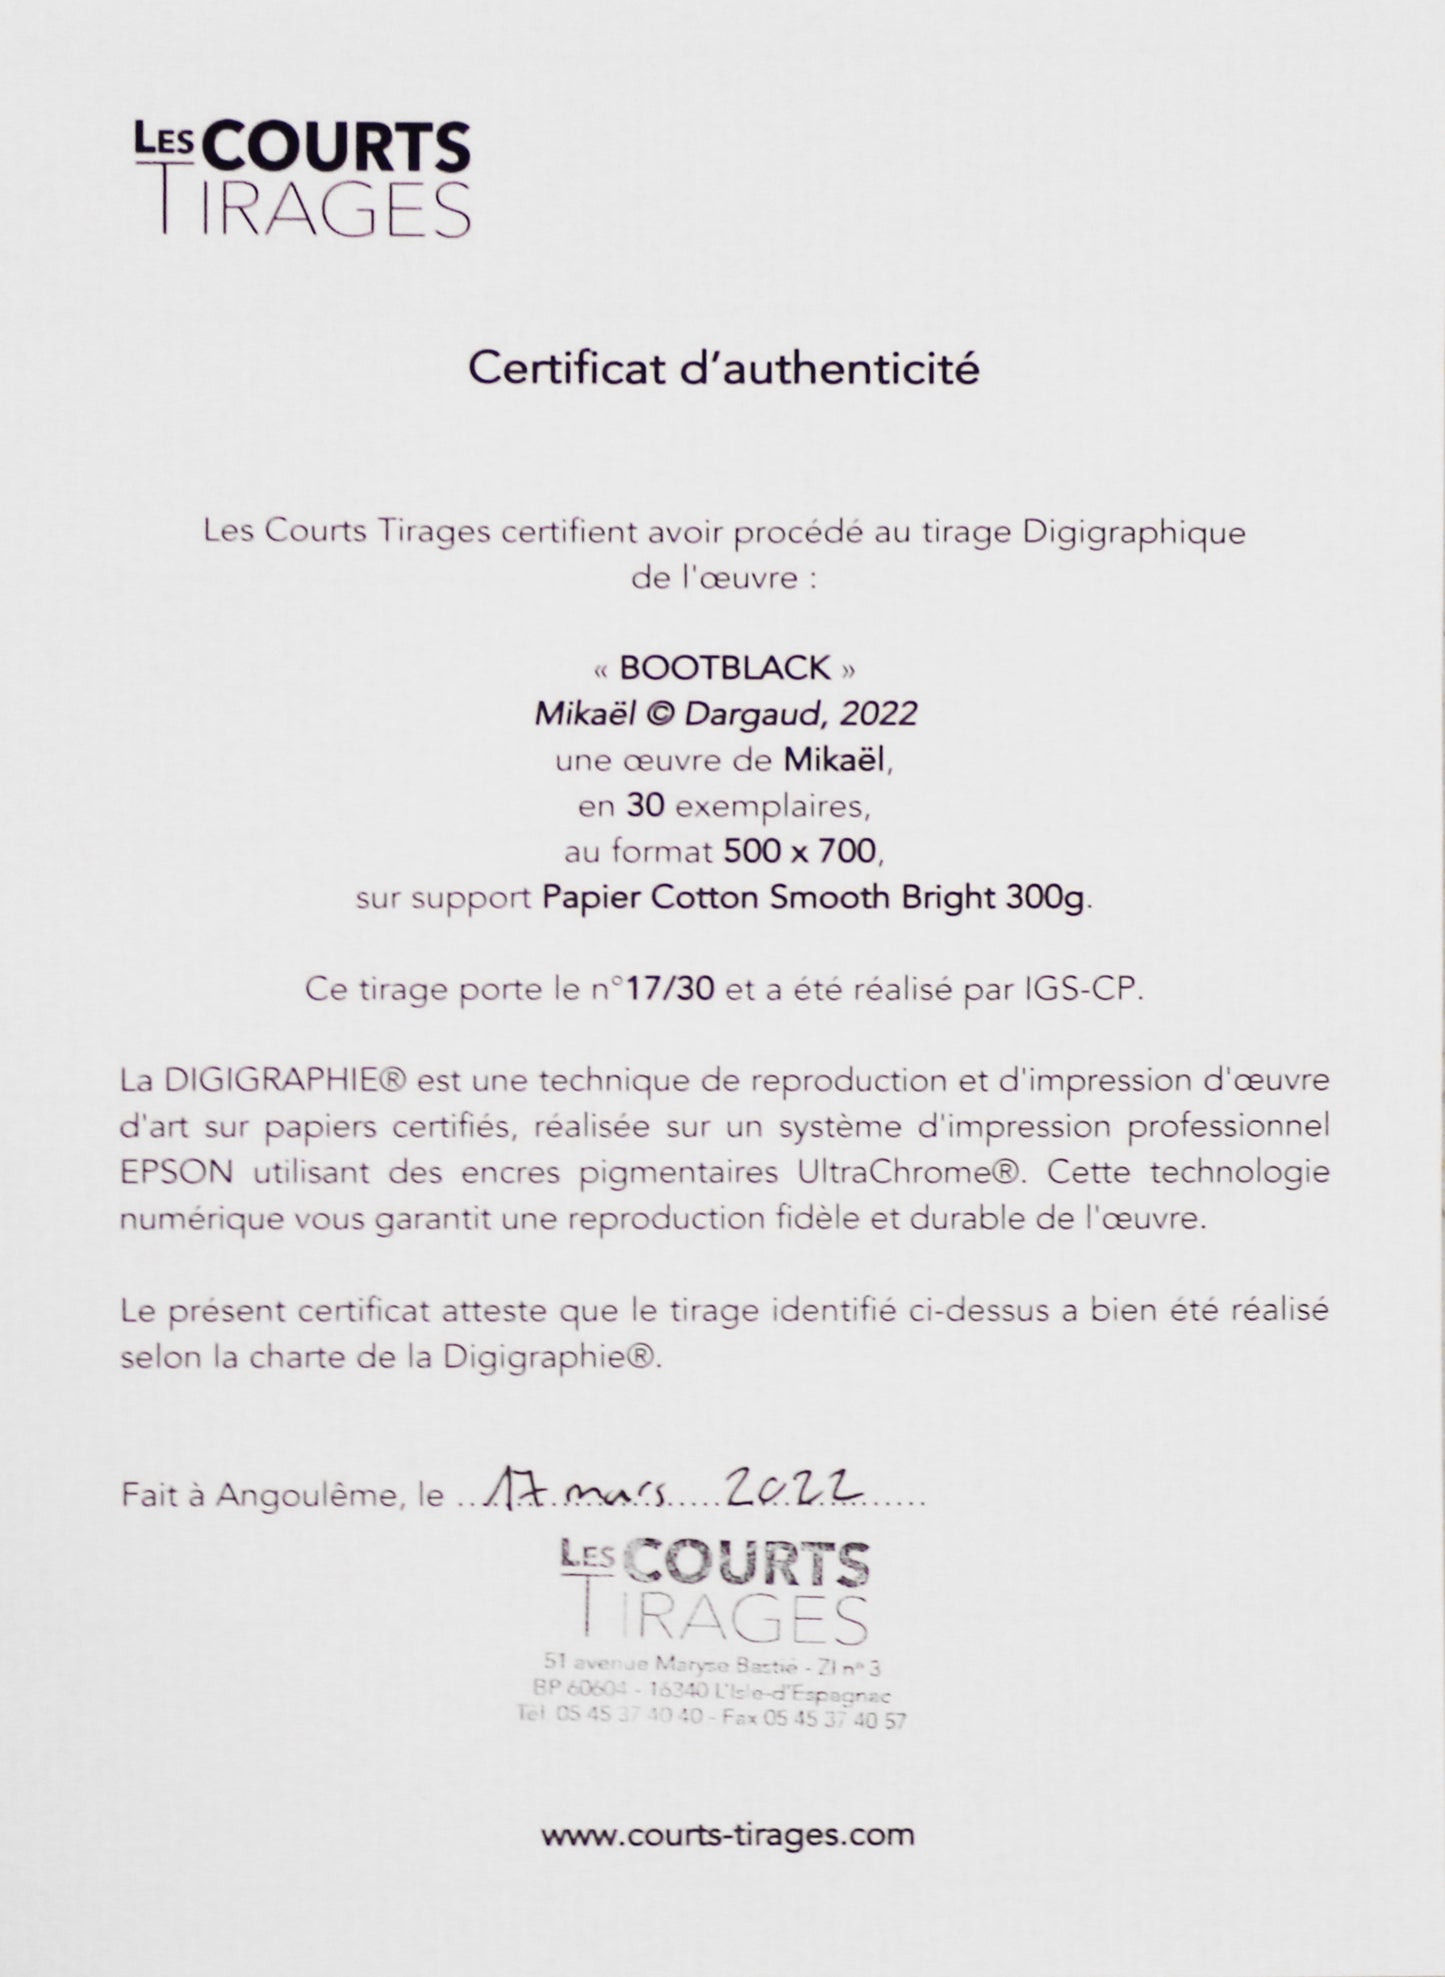 LES COURTS
TIRAGES
Certificat d'authenticité
Les Courts Tirages certifient avoir procédé au tirage Digigraphique
de l'œuvre :
« BOOTBLACK »
Mikaël © Dargaud, 2022
une œuvre de Mikaël,
en 30 exemplaires,
au format 500 x 700,
sur support Papier Cotton Smooth Bright 300g.
Ce tirage porte le n°17/30 et a été réalisé par IGS-CP.
La DIGIGRAPHIE® est une technique de reproduction et d'impression d'œuvre
d'art sur papiers certifiés, réalisée sur un système d'impression professionnel
EPSON utilisant des encres pigmentaires UltraChrome®. Cette technologie
numérique vous garantit une reproduction fidèle et durable de l'œuvre.
Le présent certificat atteste que le tirage identifié ci-dessus a bien été réalisé
selon la charte de la Digigraphie®.
Fait à Angoulême, le 17 mars 2022
LES COURTS
TIRAGES
51 avenue Maryse Bastié - ZI n° 3
BP 60604 - 16340 L'Isle-d'Espagnac
Tél. 05 45 37 40 40 - Fax 05 45 37 40 57
www.courts-tirages.com